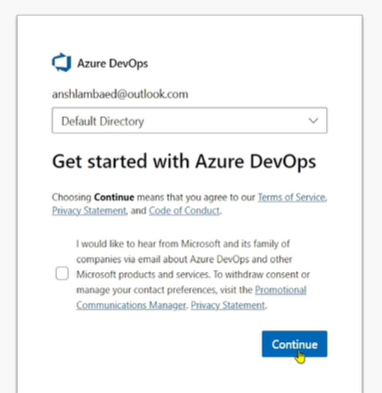 Azure DevOps
anshlambaed@outlook.com
Default Directory
Get started with Azure DevOps
Choosing Continue means that you agree to our Terms of Service,
Privacy Statement, and Code of Conduct.
I would like to hear from Microsoft and its family of
companies via email about Azure DevOps and other
Microsoft products and services. To withdraw consent or
manage your contact preferences, visit the Promotional
Communications Manager. Privacy Statement.
Continue